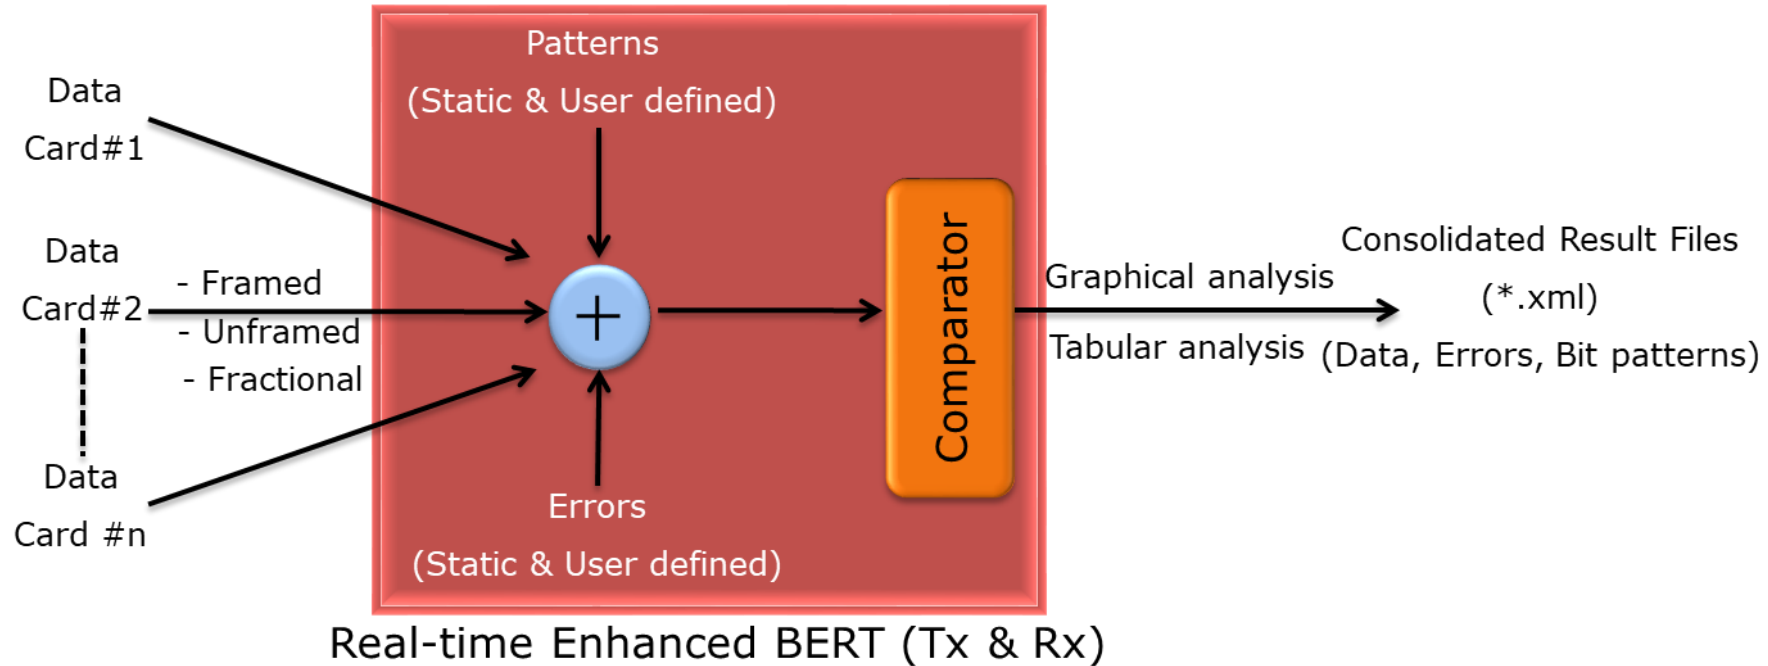 Data
Card#1
Data
Card#2
- Framed
- Unframed
- Fractional
Data
Card #n
Patterns
(Static & User defined)
+
Errors
(Static & User defined)
Comparator
Graphical analysis
Tabular analysis
Consolidated Result Files
(*.xml)
(Data, Errors, Bit patterns)
Real-time Enhanced BERT (Tx & Rx)